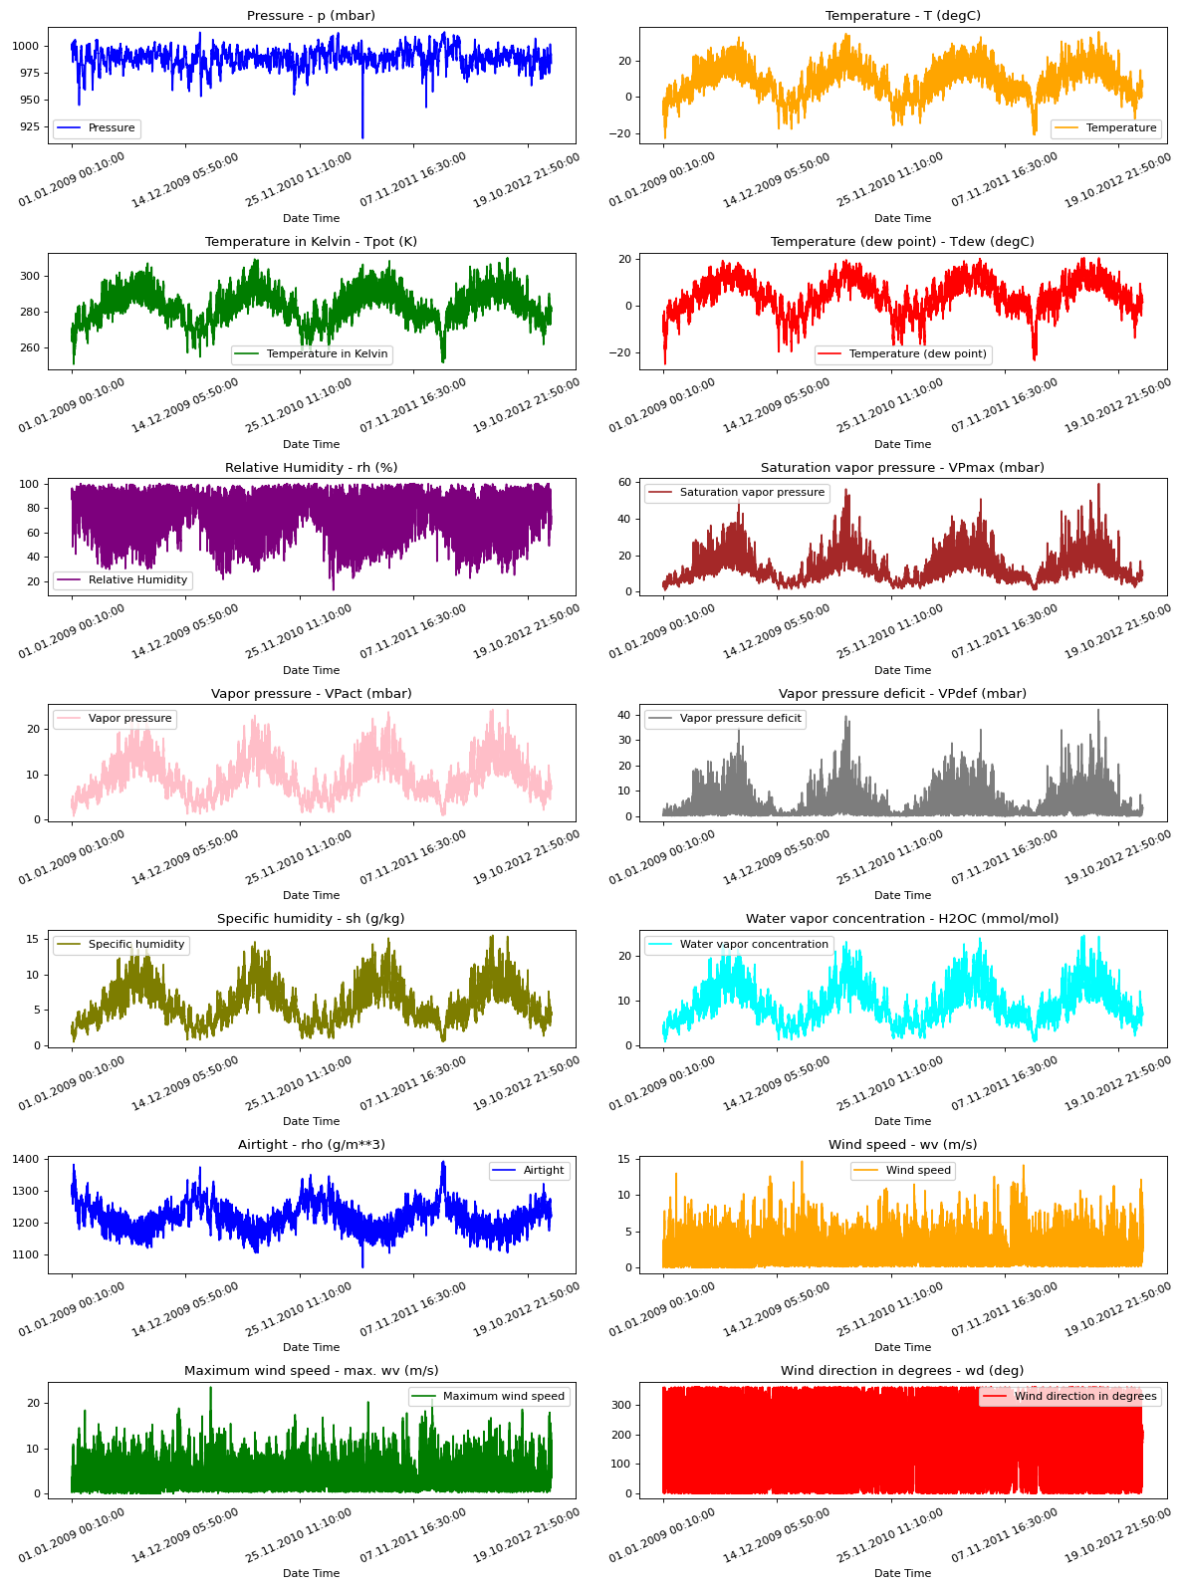 Pressure - p (mbar)
1000
975
950
925
Pressure
01.01.2009 00:10:00
14.12.2009 05:50:00
25.11.2010 11:10:00
07.11.2011 16:30:00
19.10.2012 21:50:00
Date Time
Temperature - T (degC)
20
0
−20
Temperature
01.01.2009 00:10:00
14.12.2009 05:50:00
25.11.2010 11:10:00
07.11.2011 16:30:00
19.10.2012 21:50:00
Date Time
Temperature in Kelvin - Tpot (K)
300
280
260
Temperature in Kelvin
01.01.2009 00:10:00
14.12.2009 05:50:00
25.11.2010 11:10:00
07.11.2011 16:30:00
19.10.2012 21:50:00
Date Time
Temperature (dew point) - Tdew (degC)
20
0
−20
Temperature (dew point)
01.01.2009 00:10:00
14.12.2009 05:50:00
25.11.2010 11:10:00
07.11.2011 16:30:00
19.10.2012 21:50:00
Date Time
Relative Humidity - rh (%)
100
80
60
40
20
Relative Humidity
01.01.2009 00:10:00
14.12.2009 05:50:00
25.11.2010 11:10:00
07.11.2011 16:30:00
19.10.2012 21:50:00
Date Time
Saturation vapor pressure - VPmax (mbar)
60
40
20
0
Saturation vapor pressure
01.01.2009 00:10:00
14.12.2009 05:50:00
25.11.2010 11:10:00
07.11.2011 16:30:00
19.10.2012 21:50:00
Date Time
Vapor pressure - VPact (mbar)
20
10
0
Vapor pressure
01.01.2009 00:10:00
14.12.2009 05:50:00
25.11.2010 11:10:00
07.11.2011 16:30:00
19.10.2012 21:50:00
Date Time
Vapor pressure deficit - VPdef (mbar)
40
30
20
10
0
Vapor pressure deficit
01.01.2009 00:10:00
14.12.2009 05:50:00
25.11.2010 11:10:00
07.11.2011 16:30:00
19.10.2012 21:50:00
Date Time
Specific humidity - sh (g/kg)
15
10
5
0
Specific humidity
01.01.2009 00:10:00
14.12.2009 05:50:00
25.11.2010 11:10:00
07.11.2011 16:30:00
19.10.2012 21:50:00
Date Time
Water vapor concentration - H2OC (mmol/mol)
20
10
0
Water vapor concentration
01.01.2009 00:10:00
14.12.2009 05:50:00
25.11.2010 11:10:00
07.11.2011 16:30:00
19.10.2012 21:50:00
Date Time
Airtight - rho (g/m**3)
1400
1300
1200
1100
Airtight
01.01.2009 00:10:00
14.12.2009 05:50:00
25.11.2010 11:10:00
07.11.2011 16:30:00
19.10.2012 21:50:00
Date Time
Wind speed - wv (m/s)
15
10
5
0
Wind speed
01.01.2009 00:10:00
14.12.2009 05:50:00
25.11.2010 11:10:00
07.11.2011 16:30:00
19.10.2012 21:50:00
Date Time
Maximum wind speed - max. wv (m/s)
20
10
0
Maximum wind speed
01.01.2009 00:10:00
14.12.2009 05:50:00
25.11.2010 11:10:00
07.11.2011 16:30:00
19.10.2012 21:50:00
Date Time
Wind direction in degrees - wd (deg)
300
200
100
0
Wind direction in degrees
01.01.2009 00:10:00
14.12.2009 05:50:00
25.11.2010 11:10:00
07.11.2011 16:30:00
19.10.2012 21:50:00
Date Time